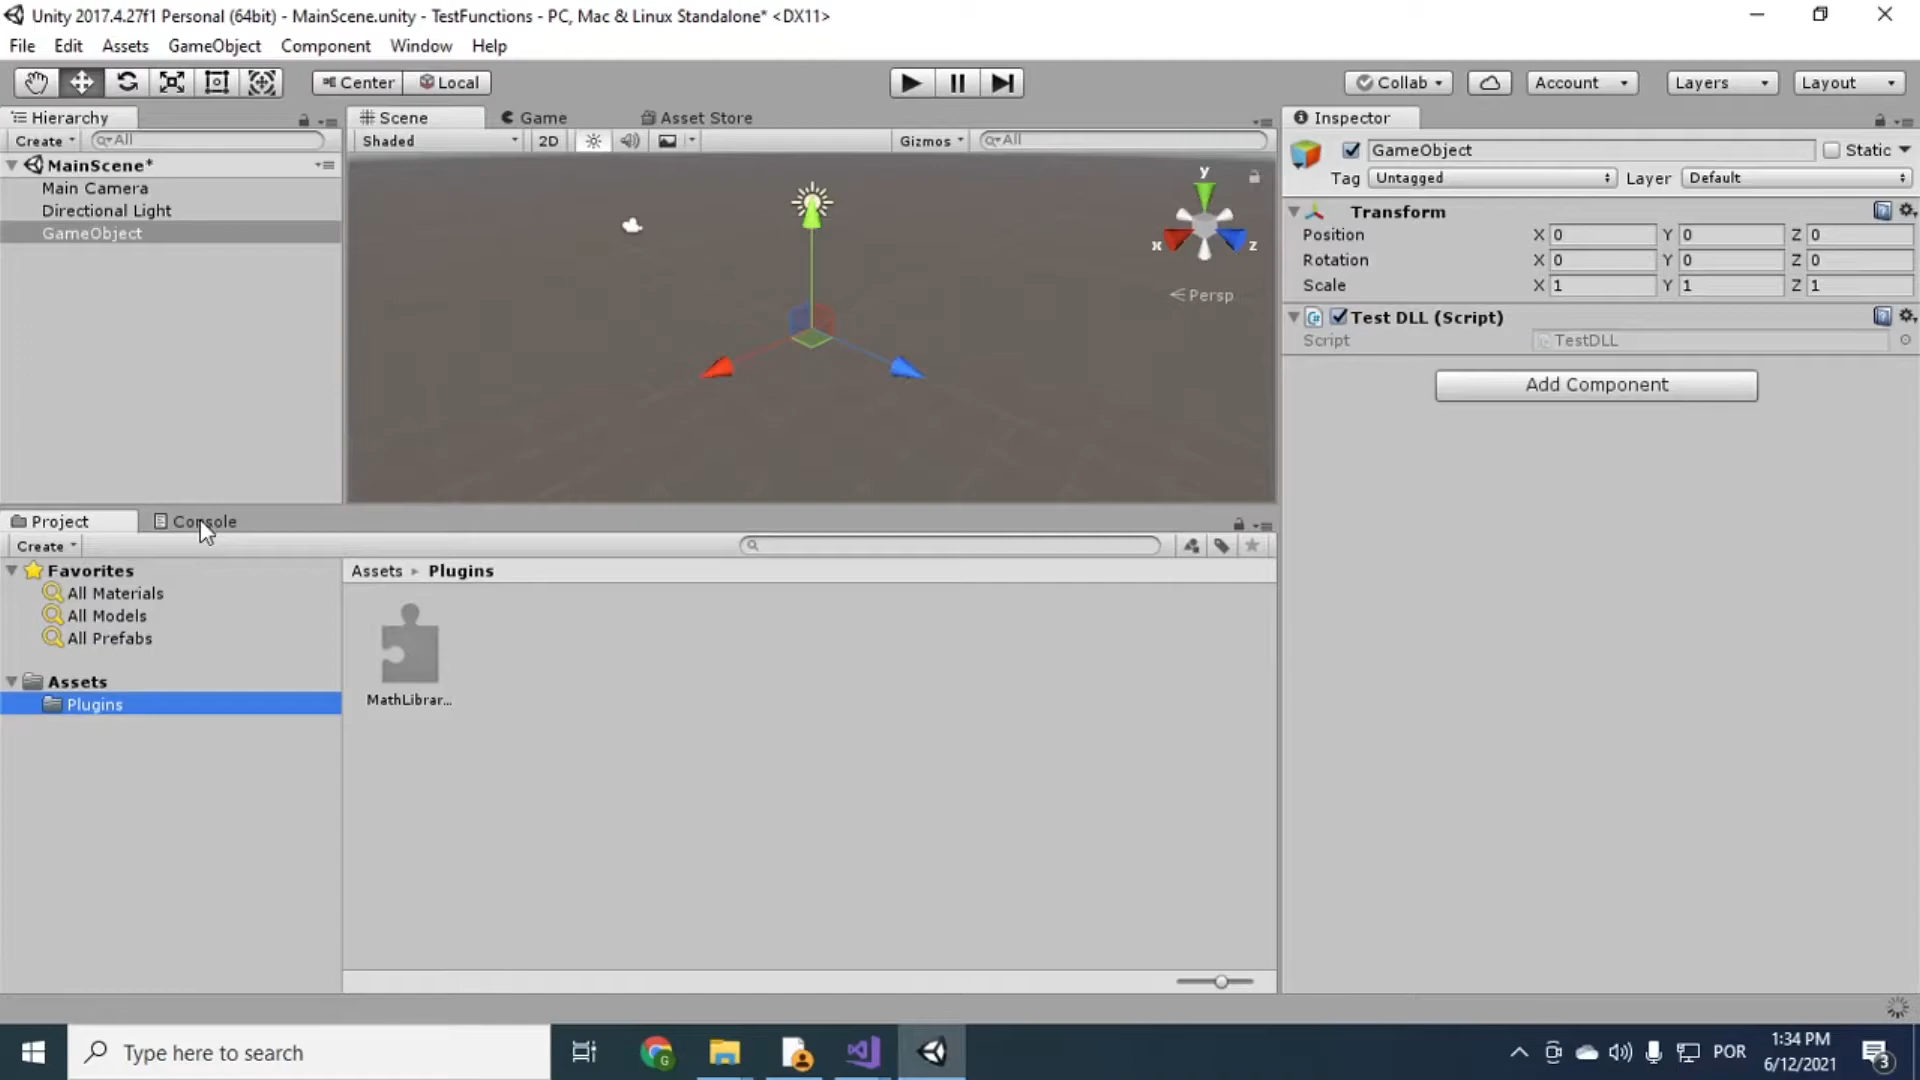 Unity 2017.4.27f1 Personal (64bit) - MainScene.unity - TestFunctions - PC, Mac & Linux Standalone* <DX11>
File Edit Assets GameObject Component Window Help
Center Local Collab Account Layers Layout
Hierarchy Scene Game Asset Store Inspector
Create All Shaded 2D Gizmos All
MainScene*
Main Camera
Directional Light
GameObject
y
x
z
Persp
GameObject Static
Tag Untagged Layer Default
Transform
Position X 0 Y 0 Z 0
Rotation X 0 Y 0 Z 0
Scale X 1 Y 1 Z 1
Test DLL (Script)
Script TestDLL
Add Component
Project Console
Create
Favorites
All Materials
All Models
All Prefabs
Assets
Plugins
Assets Plugins
MathLibrar...
Type here to search
G
POR
1:34 PM
6/12/2021
3